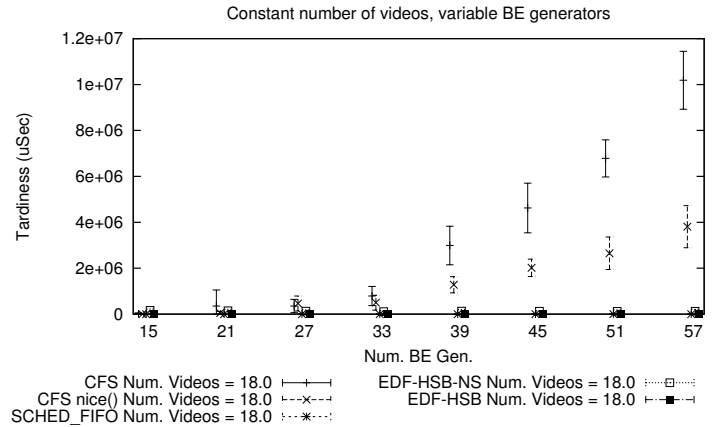 Constant number of videos, variable BE generators
1.2e+07
1e+07
8e+06
6e+06
4e+06
2e+06
0
Tardiness (uSec)
15 21 27 33 39 45 51 57
Num. BE Gen.
CFS Num. Videos = 18.0
CFS nice() Num. Videos = 18.0
SCHED_FIFO Num. Videos = 18.0
EDF-HSB-NS Num. Videos = 18.0
EDF-HSB Num. Videos = 18.0